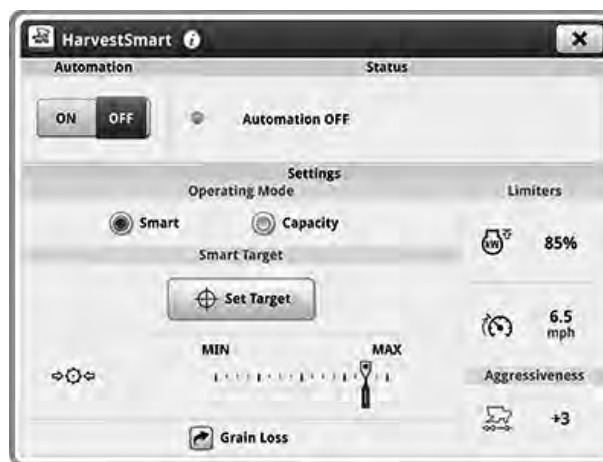 HarvestSmart
Automation Status
ON OFF Automation OFF
Settings
Operating Mode Limiters
Smart Capacity
kW 85%
Smart Target
Set Target
6.5
mph
MIN MAX
Aggressiveness
+3
Grain Loss